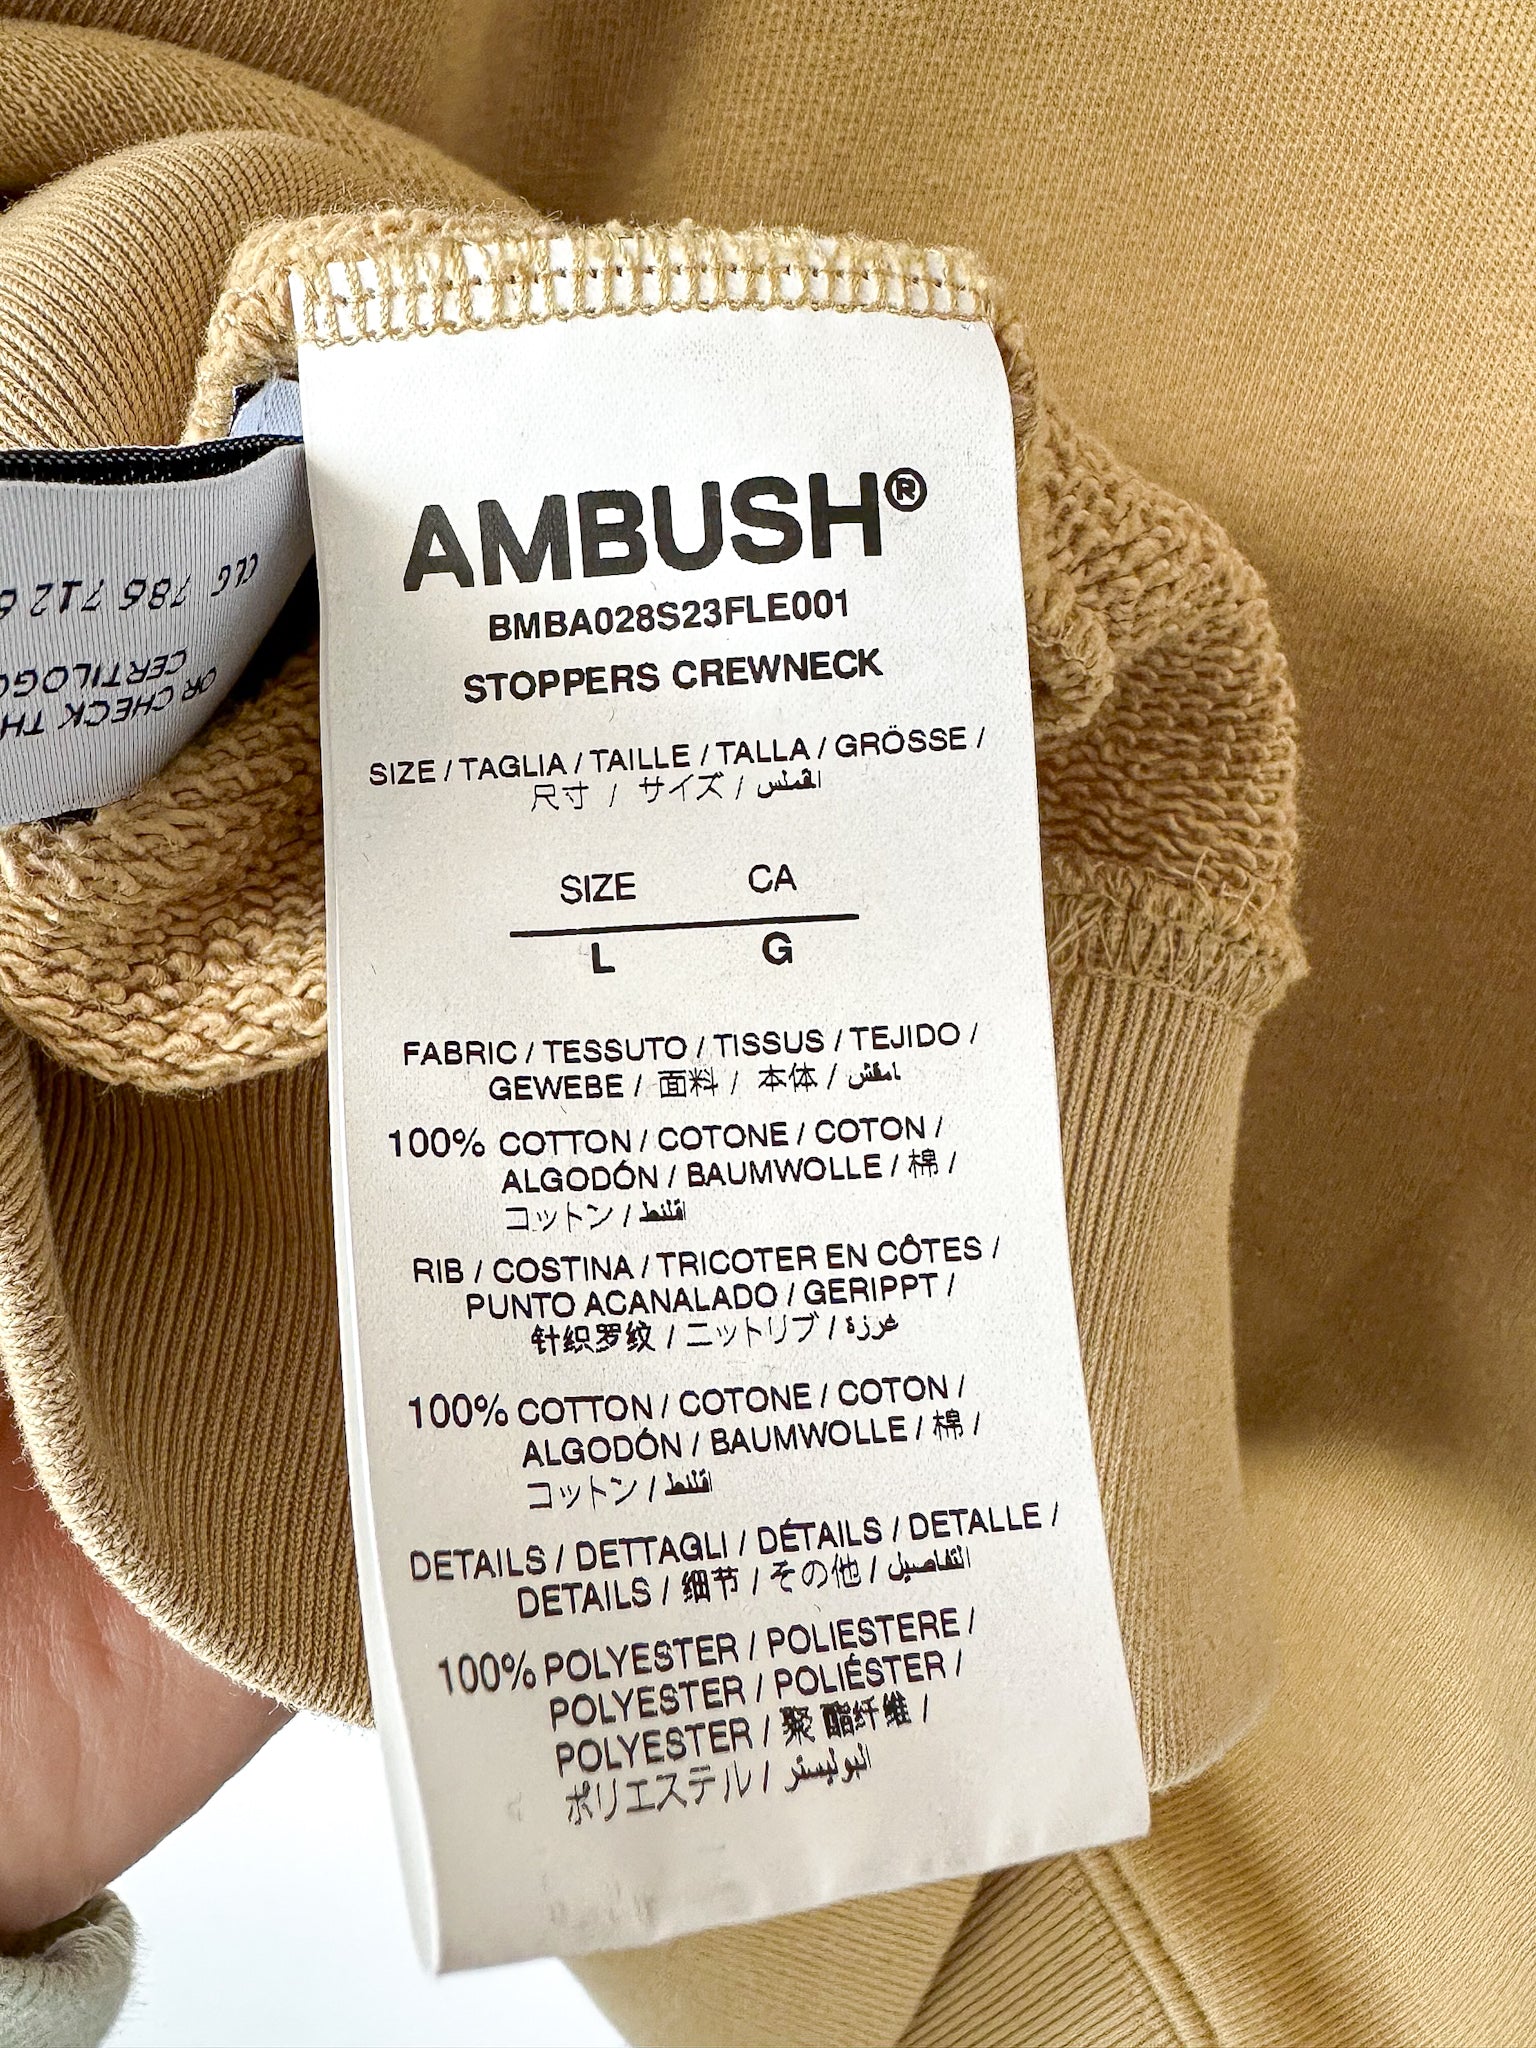 AMBUSH®
BMBA028S23FLE001
STOPPERS CREWNECK
SIZE / TAGLIA / TAILLE / TALLA / GRÖSSE /
尺寸 / サイズ /
SIZE CA
L G
FABRIC / TESSUTO / TISSUS / TEJIDO /
GEWEBE / 面料 / 本体 /
100% COTTON / COTONE / COTON /
ALGODÓN / BAUMWOLLE / 棉 /
コットン /
RIB / COSTINA / TRICOTER EN CÔTES /
PUNTO ACANALADO / GERIPPT /
针织罗纹 / ニットリブ / غرزة
100% COTTON / COTONE / COTON /
ALGODÓN / BAUMWOLLE / 棉 /
コットン /
DETAILS / DETTAGLI / DÉTAILS / DETALLE /
DETAILS / 细节 / その他 / التفاصيل
100% POLYESTER / POLIESTERE /
POLYESTER / POLIÉSTER /
POLYESTER / 聚酯纤维 /
ポリエステル / البوليستر
OR CHECK TH
CERTILOGO
CLG 786 712